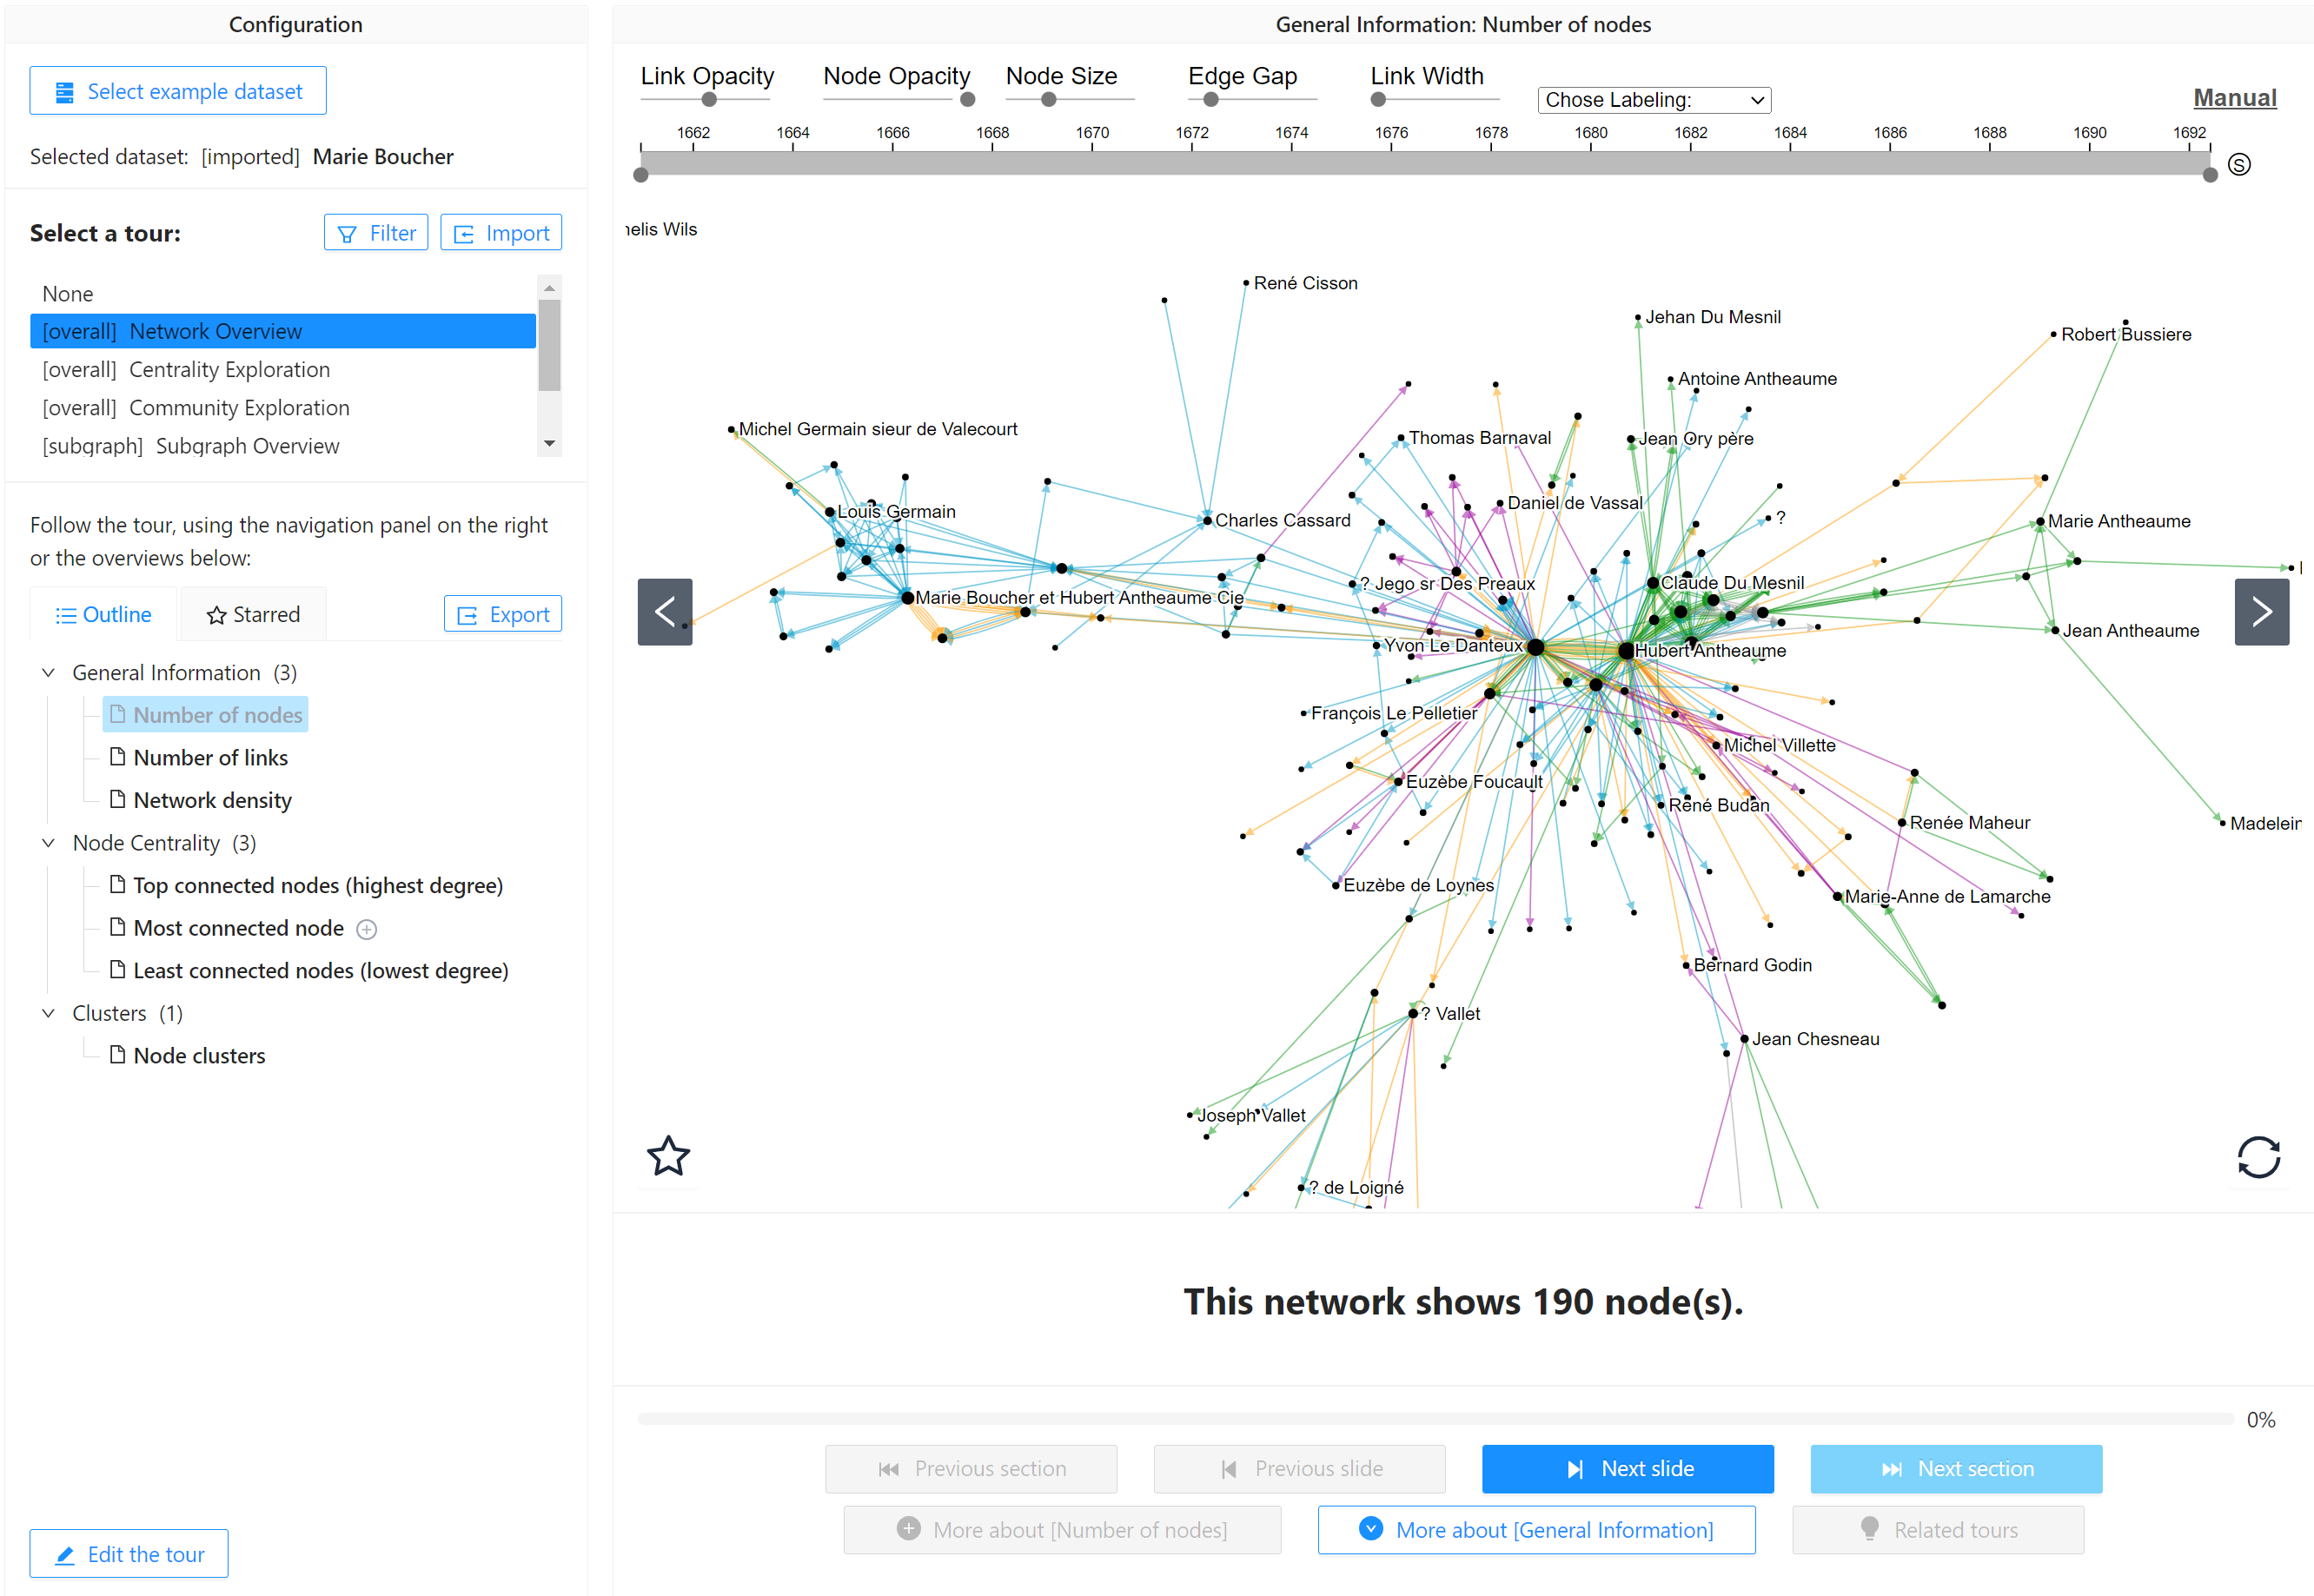 Configuration
Select example dataset
Selected dataset: [imported] Marie Boucher
Select a tour:
Filter
Import
None
[overall] Network Overview
[overall] Centrality Exploration
[overall] Community Exploration
[subgraph] Subgraph Overview
Follow the tour, using the navigation panel on the right
or the overviews below:
Outline
Starred
Export
General Information (3)
Number of nodes
Number of links
Network density
Node Centrality (3)
Top connected nodes (highest degree)
Most connected node
Least connected nodes (lowest degree)
Clusters (1)
Node clusters
Edit the tour
General Information: Number of nodes
Link Opacity
Node Opacity
Node Size
Edge Gap
Link Width
Chose Labeling:
Manual
1662 1664 1666 1668 1670 1672 1674 1676 1678 1680 1682 1684 1686 1688 1690 1692
S
nelis Wils
René Cisson
Jehan Du Mesnil
Robert Bussiere
Antoine Antheaume
Michel Germain sieur de Valecourt
Thomas Barnaval
Jean Ory père
Daniel de Vassal
Louis Germain
Charles Cassard
?
Marie Antheaume
? Jego sr Des Preaux
Claude Du Mesnil
Marie Boucher et Hubert Antheaume Cie
Jean Antheaume
Yvon Le Danteux
Hubert Antheaume
François Le Pelletier
Michel Villette
Euzèbe Foucault
René Budan
Renée Maheur
Madelein
Euzèbe de Loynes
Marie-Anne de Lamarche
Bernard Godin
? Vallet
Jean Chesneau
Joseph Vallet
? de Loigné
This network shows 190 node(s).
0%
Previous section
Previous slide
Next slide
Next section
More about [Number of nodes]
More about [General Information]
Related tours